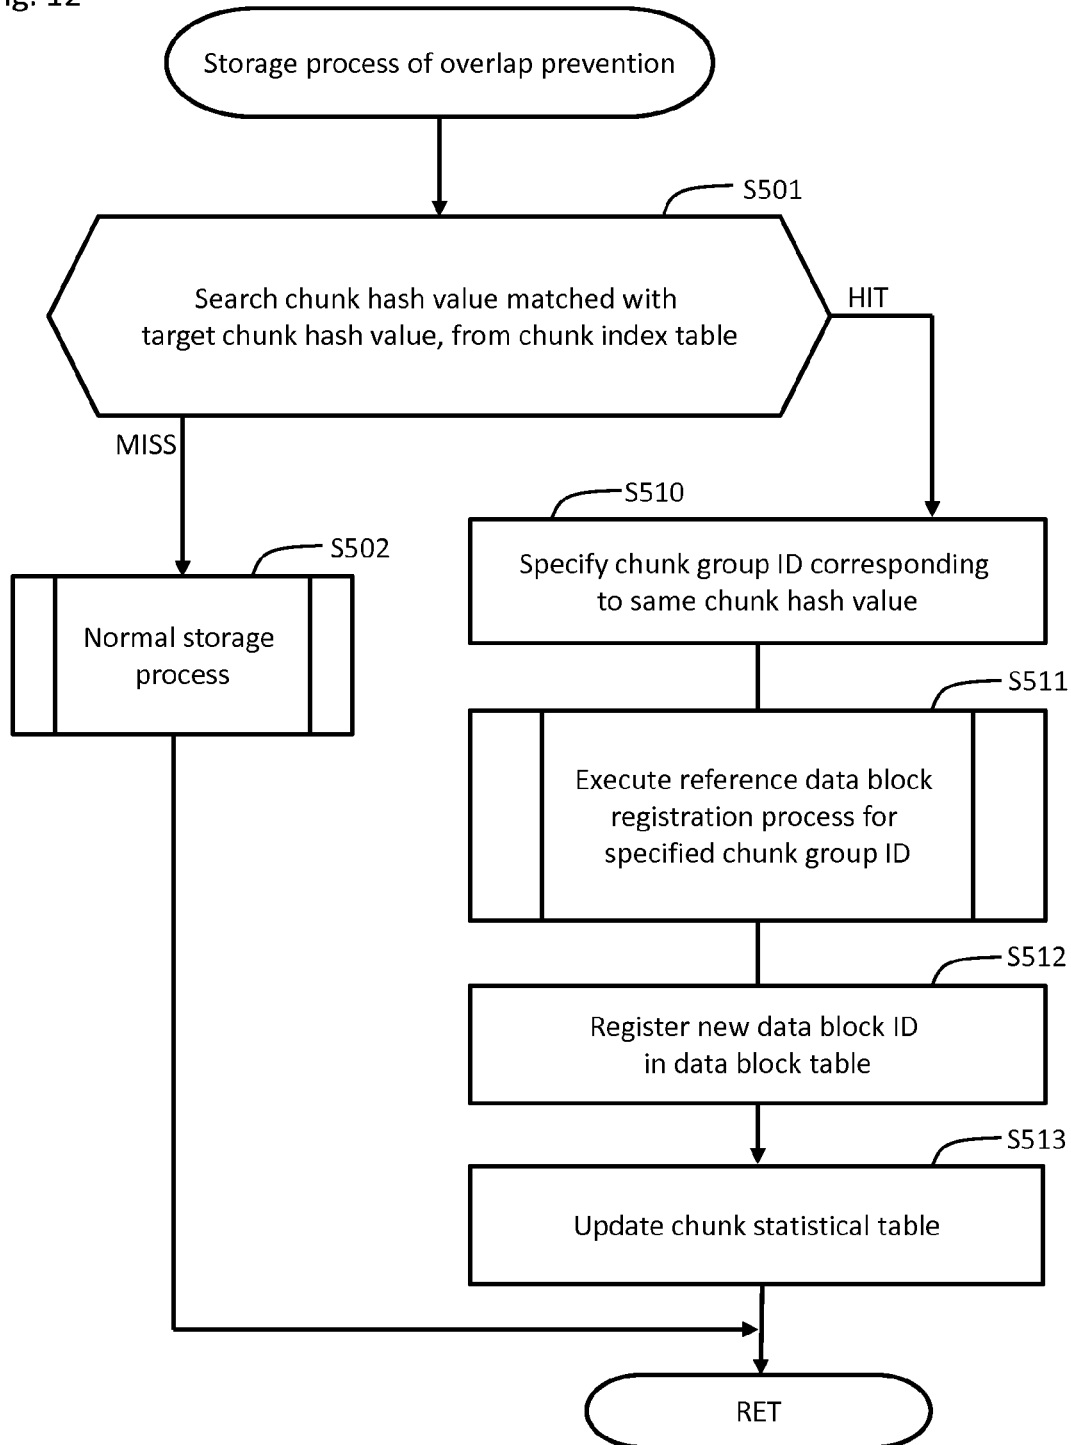 Fig. 12
Storage process of overlap prevention
S501
Search chunk hash value matched with
target chunk hash value, from chunk index table
HIT
MISS
S510
Specify chunk group ID corresponding
to same chunk hash value
S502
Normal storage
process
S511
Execute reference data block
registration process for
specified chunk group ID
S512
Register new data block ID
in data block table
S513
Update chunk statistical table
RET